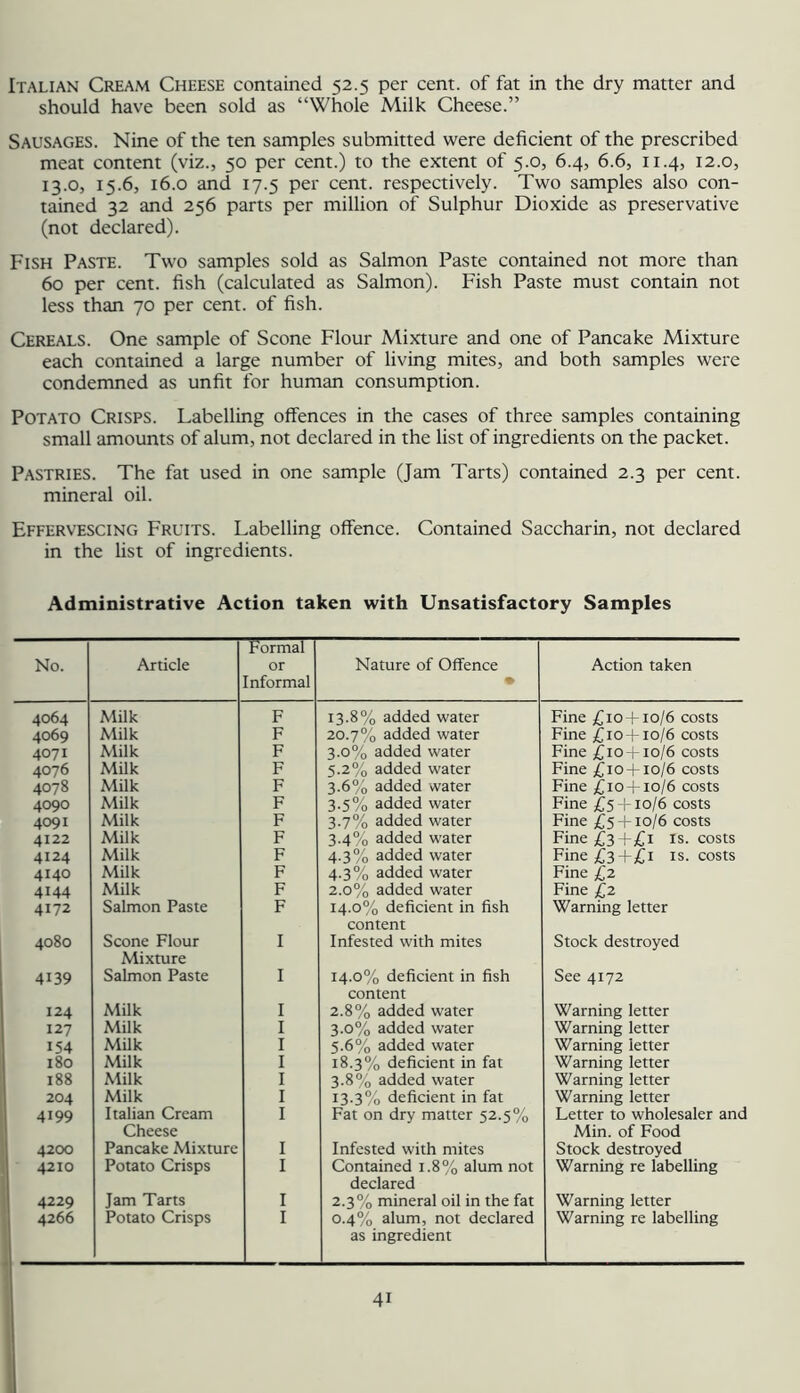 Italian Cream Cheese contained 52.5 per cent. of fat in the dry matter and
should have been sold as “Whole Milk Cheese.”
Sausages. Nine of the ten samples submitted were deficient of the prescribed
meat content (viz., 50 per cent.) to the extent of 5.0, 6.4, 6.6, 11.4, 12.0,
13.0, 15.6, 16.0 and 17.5 per cent. respectively. Two samples also con-
tained 32 and 256 parts per million of Sulphur Dioxide as preservative
(not declared).
Fish Paste. Two samples sold as Salmon Paste contained not more than
60 per cent. fish (calculated as Salmon). Fish Paste must contain not
less than 70 per cent. of fish.
Cereals. One sample of Scone Flour Mixture and one of Pancake Mixture
each contained a large number of living mites, and both samples were
condemned as unfit for human consumption.
Potato Crisps. Labelling offences in the cases of three samples containing
small amounts of alum, not declared in the list of ingredients on the packet.
Pastries. The fat used in one sample (Jam Tarts) contained 2.3 per cent.
mineral oil.
Effervescing Fruits. Labelling offence. Contained Saccharin, not declared
in the list of ingredients.
Administrative Action taken with Unsatisfactory Samples
No. Article Formal or Informal Nature of Offence Action taken
4064 Milk F 13.8% added water Fine £10+10/6 costs
4069 Milk F 20.7% added water Fine £10+10/6 costs
4071 Milk F 3.0% added water Fine £10+10/6 costs
4076 Milk F 5.2% added water Fine £10+10/6 costs
4078 Milk F 3.6% added water Fine £10+10/6 costs
4090 Milk F 3.5% added water Fine £5+10/6 costs
4091 Milk F 3.7% added water Fine £5+10/6 costs
4122 Milk F 3.4% added water Fine £3+£1 1s. costs
4124 Milk F 4.3% added water Fine £3+£1 1s. costs
4140 Milk F 4.3% added water Fine £2
4144 Milk F 2.0% added water Fine £2
4172 Salmon Paste F 14.0% deficient in fish Warning letter
content
4080 Scone Flour I Infested with mites Stock destroyed
Mixture
4139 Salmon Paste I 14.0% deficient in fish See 4172
content
124 Milk I 2.8% added water Warning letter
127 Milk I 3.0% added water Warning letter
154 Milk I 5.6% added water Warning letter
180 Milk I 18.3% deficient in fat Warning letter
188 Milk I 3.8% added water Warning letter
204 Milk I 13.3% deficient in fat Warning letter
4199 Italian Cream I Fat on dry matter 52.5% Letter to wholesaler and
Cheese Min. of Food
4200 Pancake Mixture I Infested with mites Stock destroyed
4210 Potato Crisps I Contained 1.8% alum not Warning re labelling
declared
4229 Jam Tarts I 2.3% mineral oil in the fat Warning letter
4266 Potato Crisps I 0.4% alum, not declared Warning re labelling
as ingredient
41